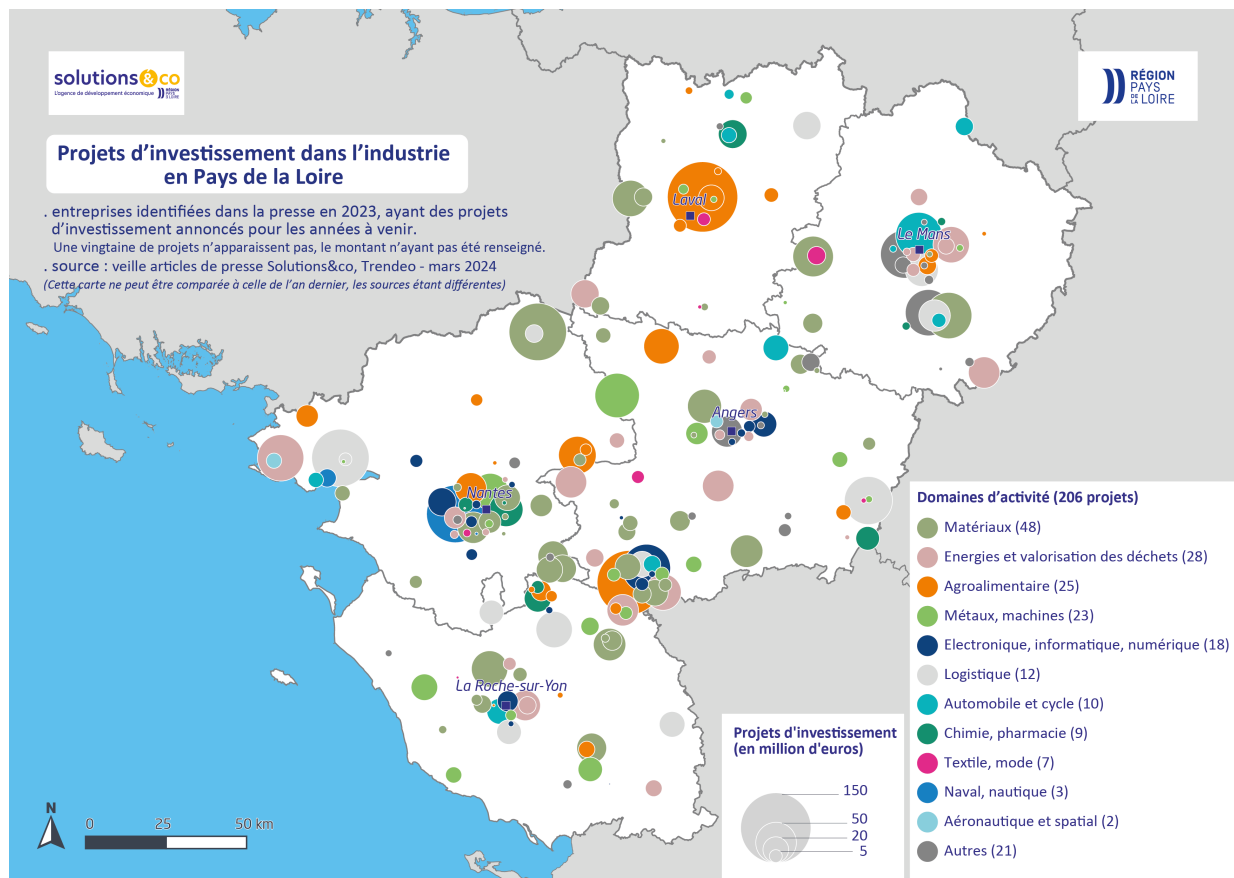 solutions&co
L'agence de développement économique
RÉGION
PAYS
DE
LA LOIRE
RÉGION
PAYS
DE
LA LOIRE
Projets d'investissement dans l'industrie
en Pays de la Loire
. entreprises identifiées dans la presse en 2023, ayant des projets
d'investissement annoncés pour les années à venir.
Une vingtaine de projets n'apparaissent pas, le montant n'ayant pas été renseigné.
. source : veille articles de presse Solutions&co, Trendeo - mars 2024
(Cette carte ne peut être comparée à celle de l'an dernier, les sources étant différentes)
Laval
Le Mans
Angers
Nantes
La Roche-sur-Yon
Domaines d'activité (206 projets)
Matériaux (48)
Energies et valorisation des déchets (28)
Agroalimentaire (25)
Métaux, machines (23)
Electronique, informatique, numérique (18)
Logistique (12)
Automobile et cycle (10)
Chimie, pharmacie (9)
Textile, mode (7)
Naval, nautique (3)
Aéronautique et spatial (2)
Autres (21)
Projets d'investissement
(en million d'euros)
150
50
20
5
N
0 25 50 km